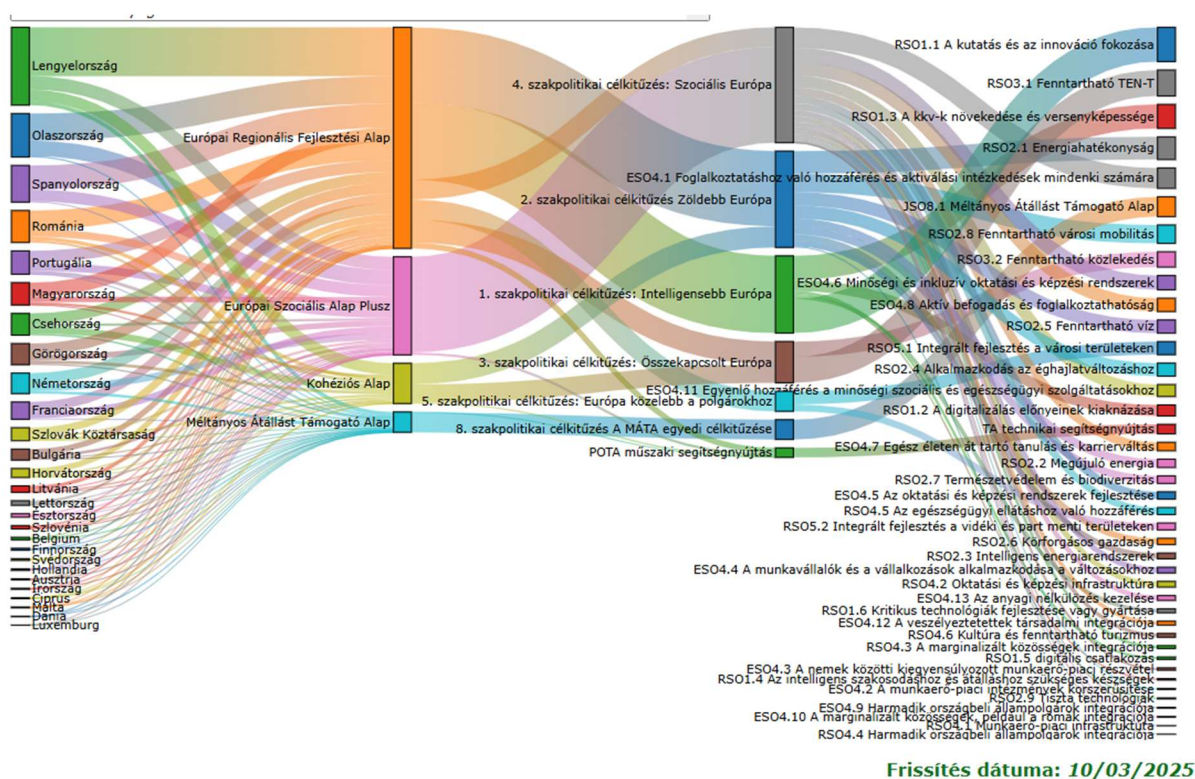 Lengyelország
Olaszország
Spanyolország
Románia
Portugália
Magyarország
Csehország
Görögország
Németország
Franciaország
Szlovák Köztársaság
Bulgária
Horvátország
Litvánia
Lettország
Észtország
Szlovénia
Belgium
Finnország
Svédország
Hollandia
Ausztria
Írország
Ciprus
Málta
Dánia
Luxemburg
Európai Regionális Fejlesztési Alap
Európai Szociális Alap Plusz
Kohéziós Alap
Méltányos Átállást Támogató Alap
4. szakpolitikai célkitűzés: Szociális Európa
2. szakpolitikai célkitűzés Zöldebb Európa
1. szakpolitikai célkitűzés: Intelligensebb Európa
3. szakpolitikai célkitűzés: Összekapcsolt Európa
5. szakpolitikai célkitűzés: Európa közelebb a polgárokhoz
8. szakpolitikai célkitűzés A MÁTA egyedi célkitűzése
POTA műszaki segítségnyújtás
RSO1.1 A kutatás és az innováció fokozása
RSO3.1 Fenntartható TEN-T
RSO1.3 A kkv-k növekedése és versenyképessége
RSO2.1 Energiahatékonyság
ESO4.1 Foglalkoztatáshoz való hozzáférés és aktiválási intézkedések mindenki számára
JSO8.1 Méltányos Átállást Támogató Alap
RSO2.8 Fenntartható városi mobilitás
RSO3.2 Fenntartható közlekedés
ESO4.6 Minőségi és inkluzív oktatási és képzési rendszerek
ESO4.8 Aktív befogadás és foglalkoztathatóság
RSO2.5 Fenntartható víz
RSO5.1 Integrált fejlesztés a városi területeken
RSO2.4 Alkalmazkodás az éghajlatváltozáshoz
ESO4.11 Egyenlő hozzáférés a minőségi szociális és egészségügyi szolgáltatásokhoz
RSO1.2 A digitalizálás előnyeinek kiaknázása
TA technikai segítségnyújtás
ESO4.7 Egész életen át tartó tanulás és karrierváltás
RSO2.2 Megújuló energia
RSO2.7 Természetvédelem és biodiverzitás
ESO4.5 Az oktatási és képzési rendszerek fejlesztése
RSO4.5 Az egészségügyi ellátáshoz való hozzáférés
RSO5.2 Integrált fejlesztés a vidéki és part menti területeken
RSO2.6 Körforgásos gazdaság
RSO2.3 Intelligens energiarendszerek
ESO4.4 A munkavállalók és a vállalkozások alkalmazkodása a változásokhoz
RSO4.2 Oktatási és képzési infrastruktúra
ESO4.13 Az anyagi nélkülözés kezelése
RSO1.6 Kritikus technológiák fejlesztése vagy gyártása
ESO4.12 A veszélyeztetettek társadalmi integrációja
RSO4.6 Kultúra és fenntartható turizmus
RSO4.3 A marginalizált közösségek integrációja
RSO1.5 digitális csatlakozás
ESO4.3 A nemek közötti kiegyensúlyozott munkaerő-piaci részvétel
RSO1.4 Az intelligens szakosodáshoz és átálláshoz szükséges készségek
ESO4.2 A munkaerő-piaci intézmények korszerűsítése
RSO2.9 Tiszta technológiák
ESO4.9 Harmadik országbeli állampolgárok integrációja
ESO4.10 A marginalizált közösségek, például a romák integrációja
RSO4.1 Munkaerő-piaci infrastruktúra
RSO4.4 Harmadik országbeli állampolgárok integrációja
Frissítés dátuma: 10/03/2025